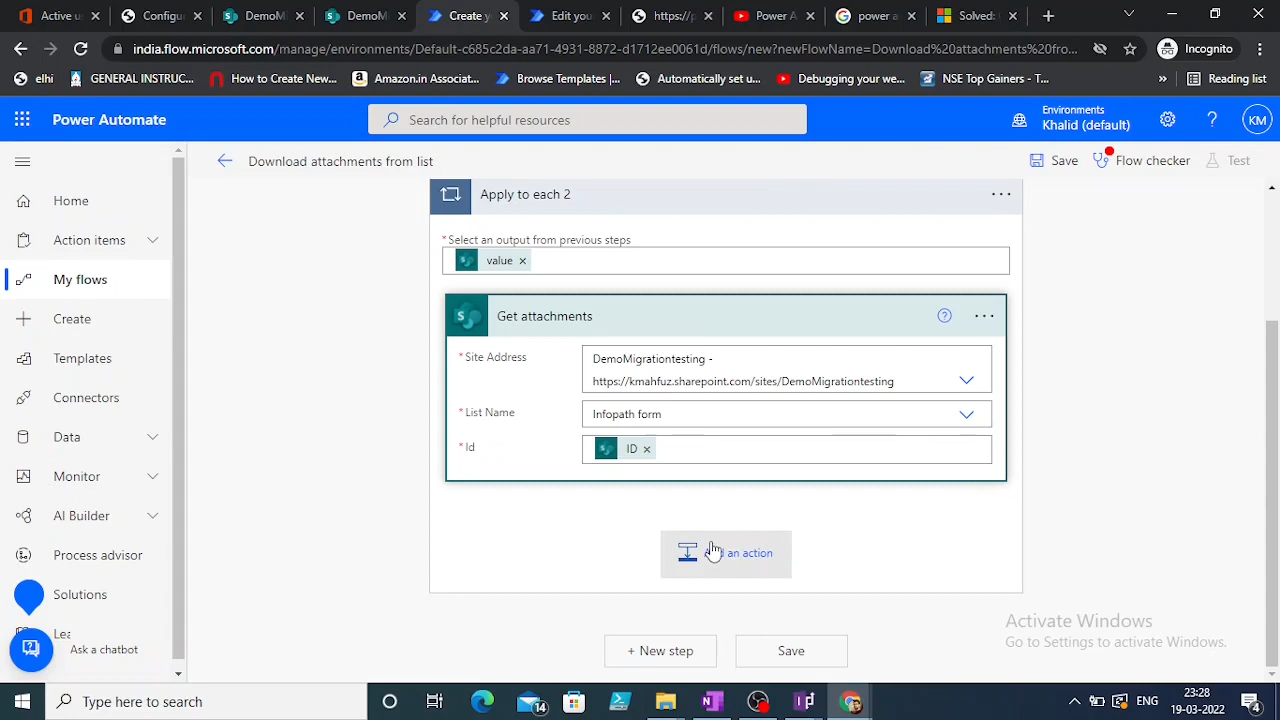 Active us
Configur
DemoMi
DemoMi
Create y
Edit you
https://p
Power A
power a
Solved:
india.flow.microsoft.com/manage/environments/Default-c685c2da-aa71-4931-8872-d1712ee0061d/flows/new?newFlowName=Download%20attachments%20fro...
Incognito
elhi
GENERAL INSTRUC...
How to Create New...
Amazon.in Associat...
Browse Templates |...
Automatically set u...
Debugging your we...
NSE Top Gainers - T...
»
Reading list
Power Automate
Search for helpful resources
Environments
Khalid (default)
KM
Download attachments from list
Save
Flow checker
Test
Home
Action items
My flows
Create
Templates
Connectors
Data
Monitor
AI Builder
Process advisor
Solutions
Lea
Ask a chatbot
Apply to each 2
* Select an output from previous steps
value
Get attachments
* Site Address
DemoMigrationtesting -
https://kmahfuz.sharepoint.com/sites/DemoMigrationtesting
* List Name
Infopath form
* Id
ID
an action
+ New step
Save
Activate Windows
Go to Settings to activate Windows.
Type here to search
14
ENG
23:28
19-03-2022
4